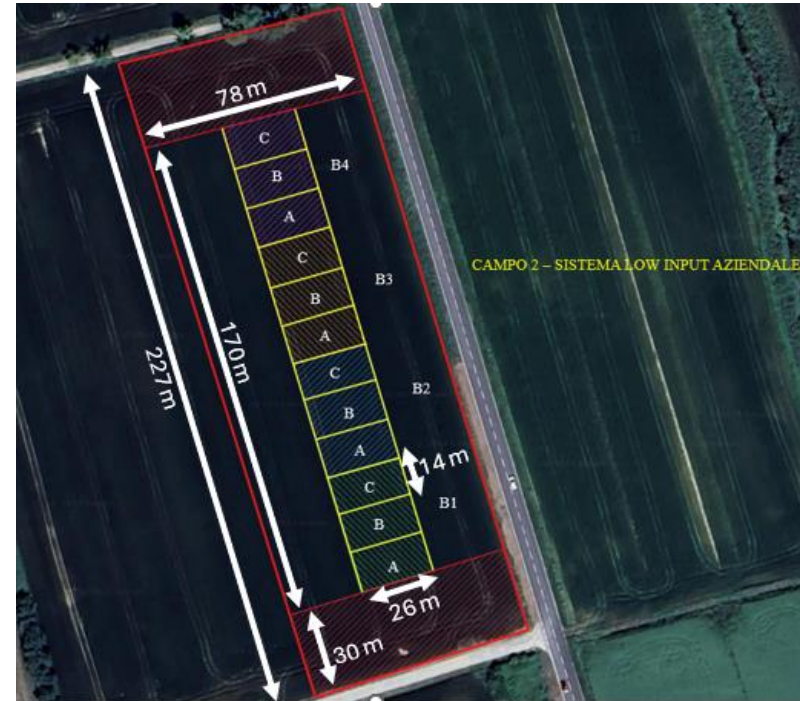 78 m
C
B4
B
A
C
CAMPO 2 – SISTEMA LOW INPUT AZIENDALE
B3
B
A
170 m
227 m
C
B2
B
A
14 m
C
B1
B
A
26 m
30 m